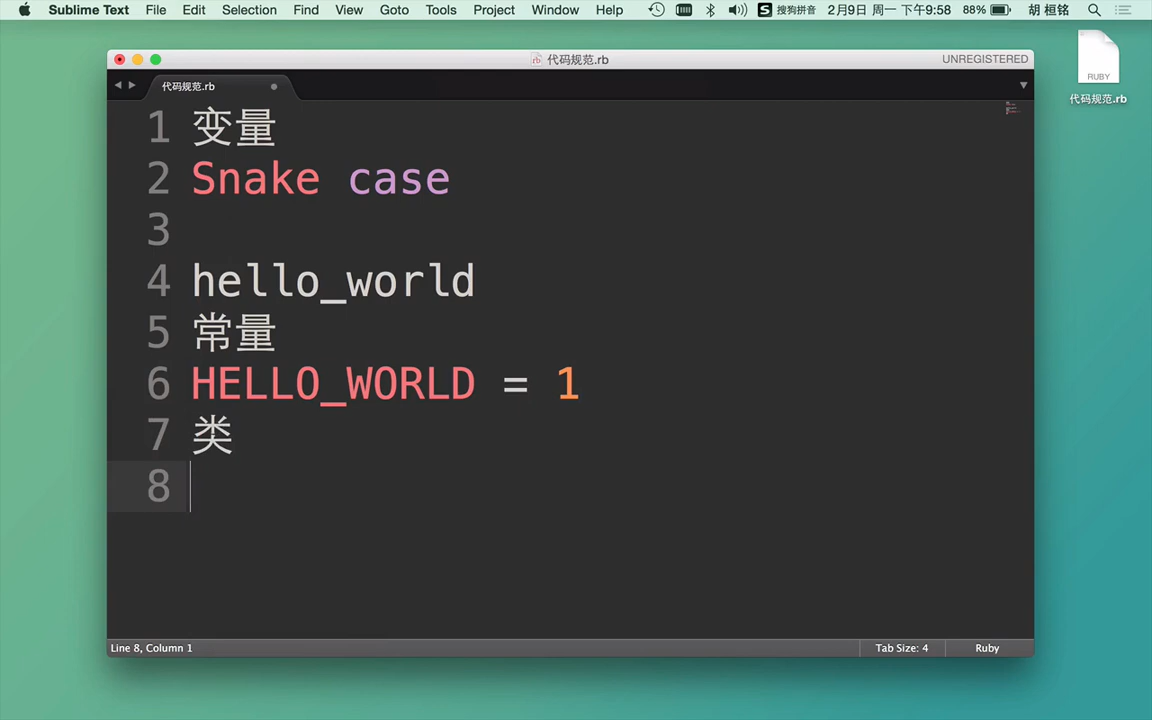 Sublime Text File Edit Selection Find View Goto Tools Project Window Help S 搜狗拼音 2月9日 周一 下午9:58 88% 胡 桓铭
代码规范.rb UNREGISTERED
代码规范.rb
RUBY
代码规范.rb
1 变量
2 Snake case
3
4 hello_world
5 常量
6 HELLO_WORLD = 1
7 类
8
Line 8, Column 1 Tab Size: 4 Ruby